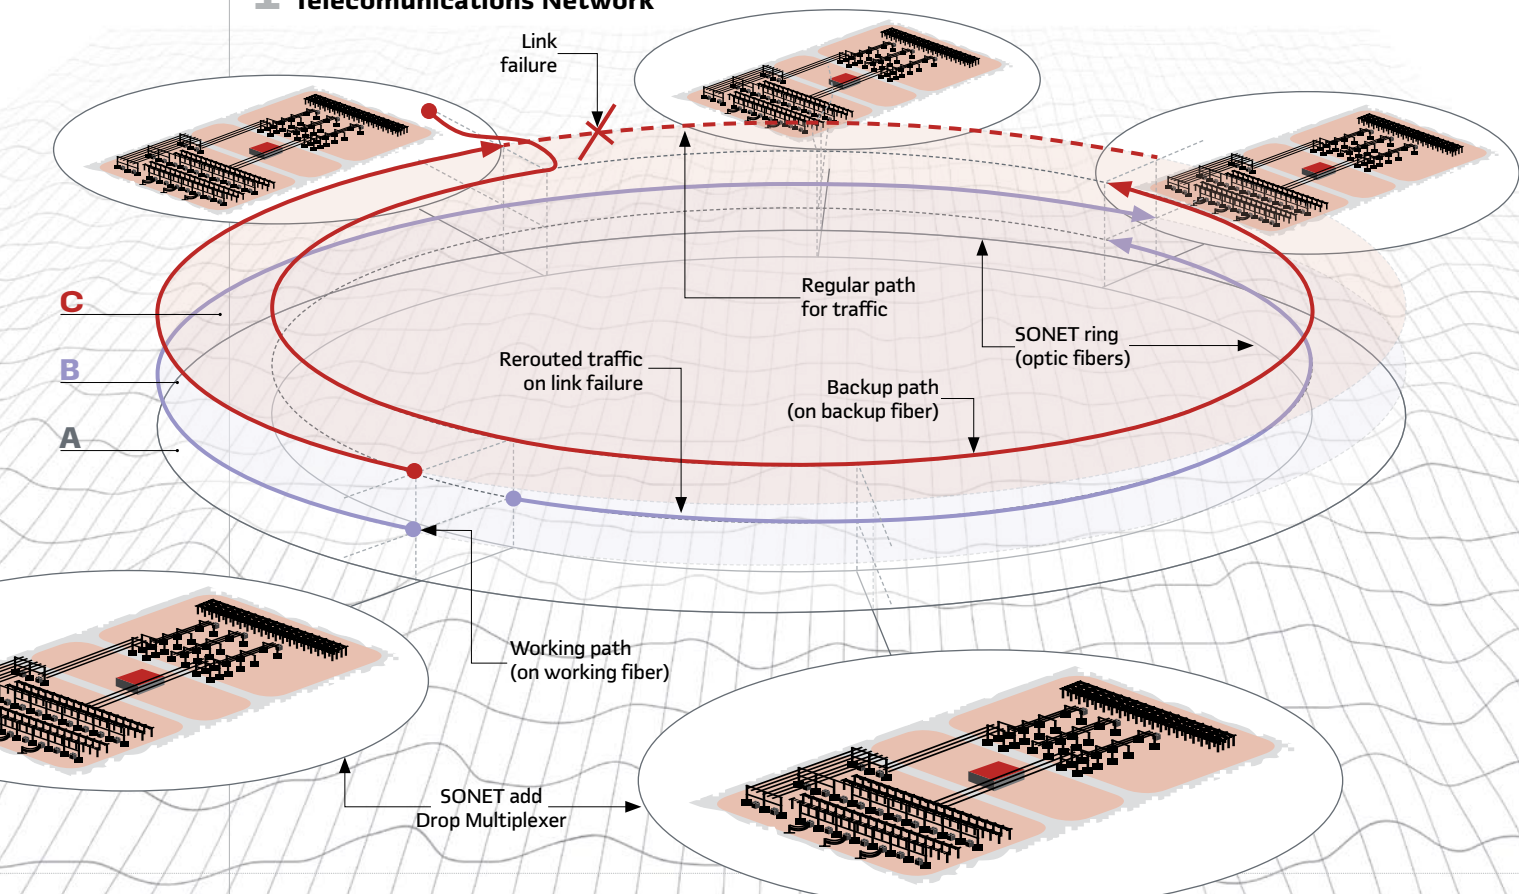 1 Telecomunications Network
Link
failure
Regular path
for traffic
SONET ring
(optic fibers)
Rerouted traffic
on link failure
Backup path
(on backup fiber)
C
B
A
Working path
(on working fiber)
SONET add
Drop Multiplexer